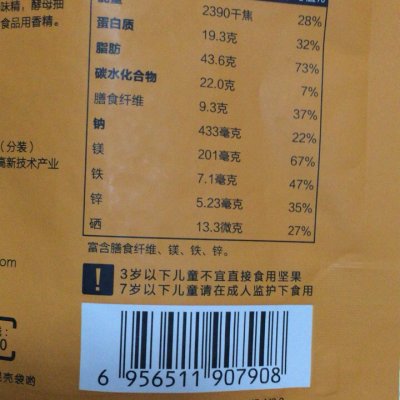 味精，酵母抽
食品用香精。
能量 2390千焦 28%
蛋白质 19.3克 32%
脂肪 43.6克 73%
碳水化合物 22.0克 7%
膳食纤维 9.3克 37%
钠 433毫克 22%
镁 201毫克 67%
铁 7.1毫克 47%
锌 5.23毫克 35%
硒 13.3微克 27%
富含膳食纤维、镁、铁、锌。
（分装）
高新技术产业
! 3岁以下儿童不宜直接食用坚果
7岁以下儿童请在成人监护下食用
om
0
壳袋哟
6 956511 907908